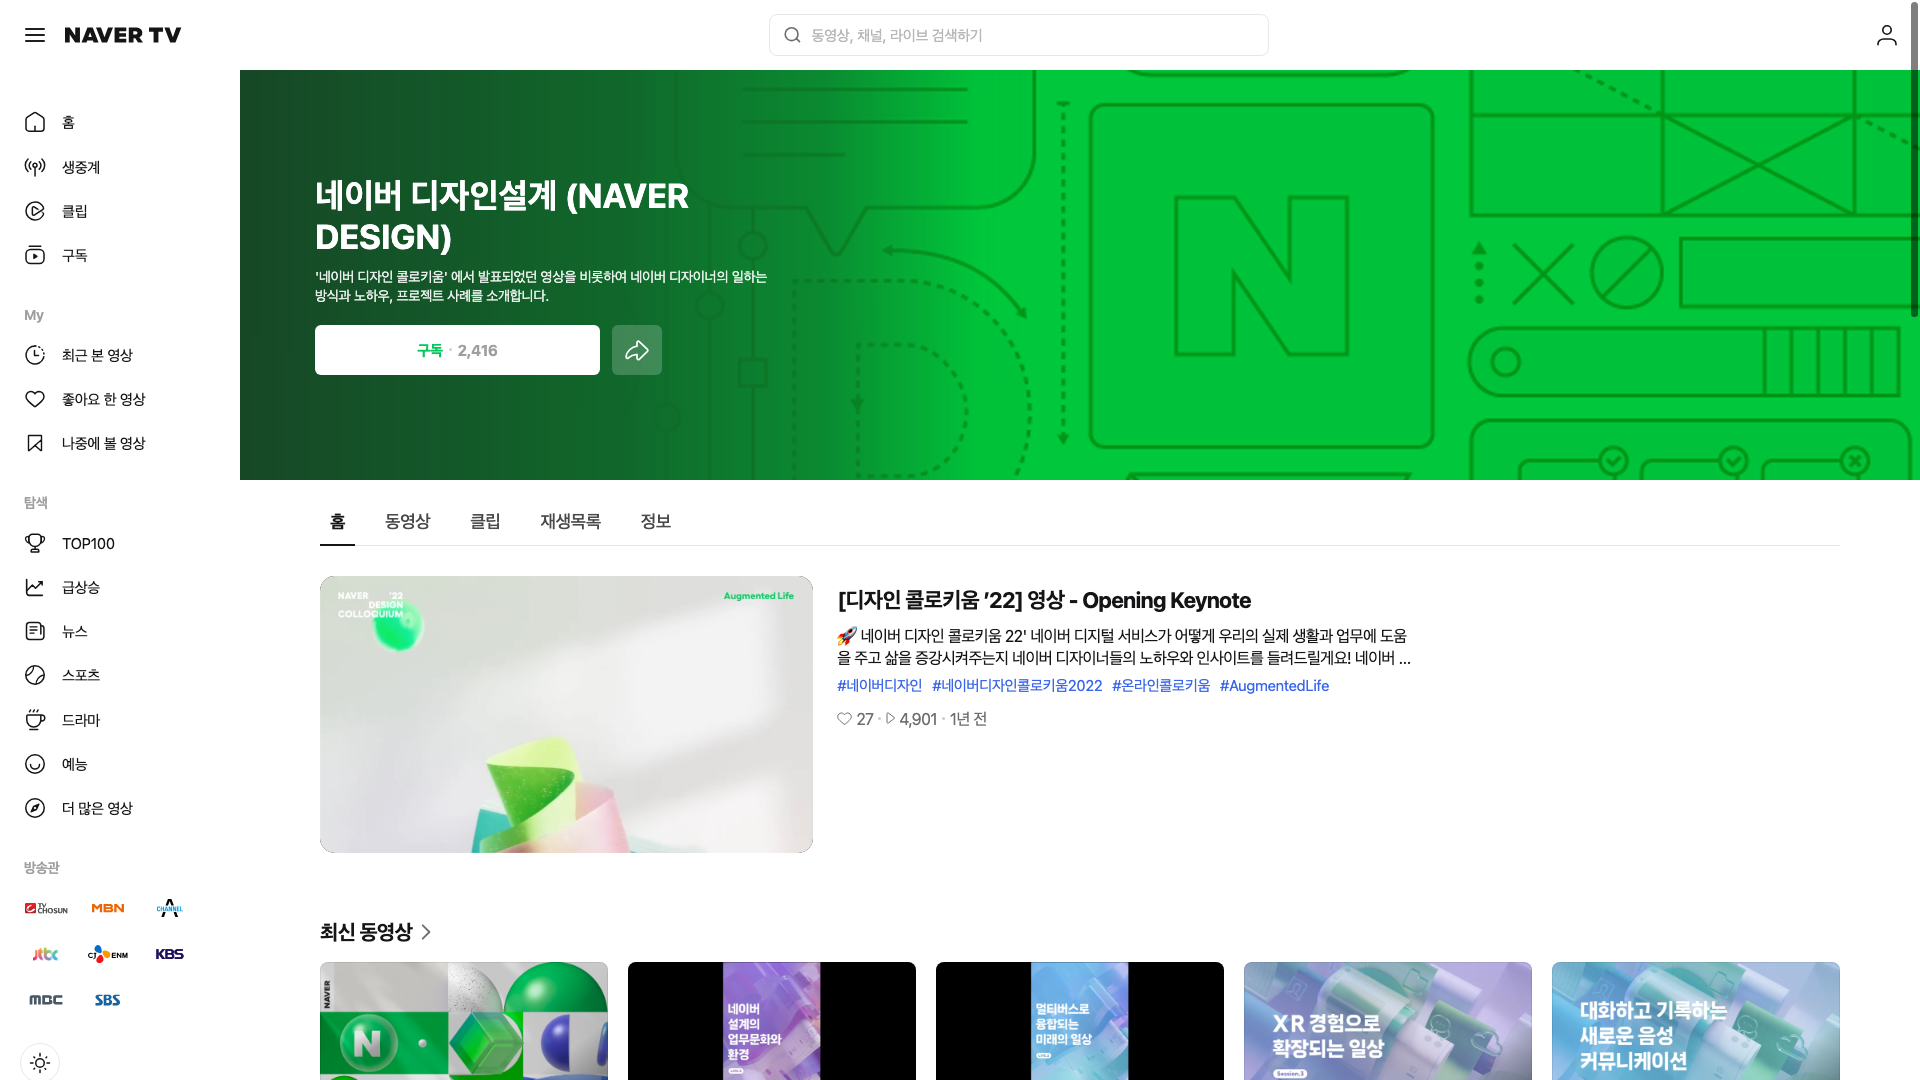 NAVER TV
동영상, 채널, 라이브 검색하기
홈
생중계
클립
구독
My
최근 본 영상
좋아요 한 영상
나중에 볼 영상
탐색
TOP100
급상승
뉴스
스포츠
드라마
예능
더 많은 영상
방송관
TV CHOSUN
MBN
CHANNEL A
jtbc
CJ ENM
KBS
MBC
SBS
네이버 디자인설계 (NAVER
DESIGN)
'네이버 디자인 콜로키움' 에서 발표되었던 영상을 비롯하여 네이버 디자이너의 일하는
방식과 노하우, 프로젝트 사례를 소개합니다.
구독 · 2,416
N
홈
동영상
클립
재생목록
정보
NAVER '22
DESIGN
COLLOQUIUM
Augmented Life
[디자인 콜로키움 ’22] 영상 - Opening Keynote
🚀 네이버 디자인 콜로키움 22' 네이버 디지털 서비스가 어떻게 우리의 실제 생활과 업무에 도움
을 주고 삶을 증강시켜주는지 네이버 디자이너들의 노하우와 인사이트를 들려드릴게요! 네이버 ...
#네이버디자인 #네이버디자인콜로키움2022 #온라인콜로키움 #AugmentedLife
27 · 4,901 · 1년 전
최신 동영상
NAVER
N
네이버
설계의
업무문화와
환경
멀티버스로
융합되는
미래의 일상
XR 경험으로
확장되는 일상
Session.3
대화하고 기록하는
새로운 음성
커뮤니케이션